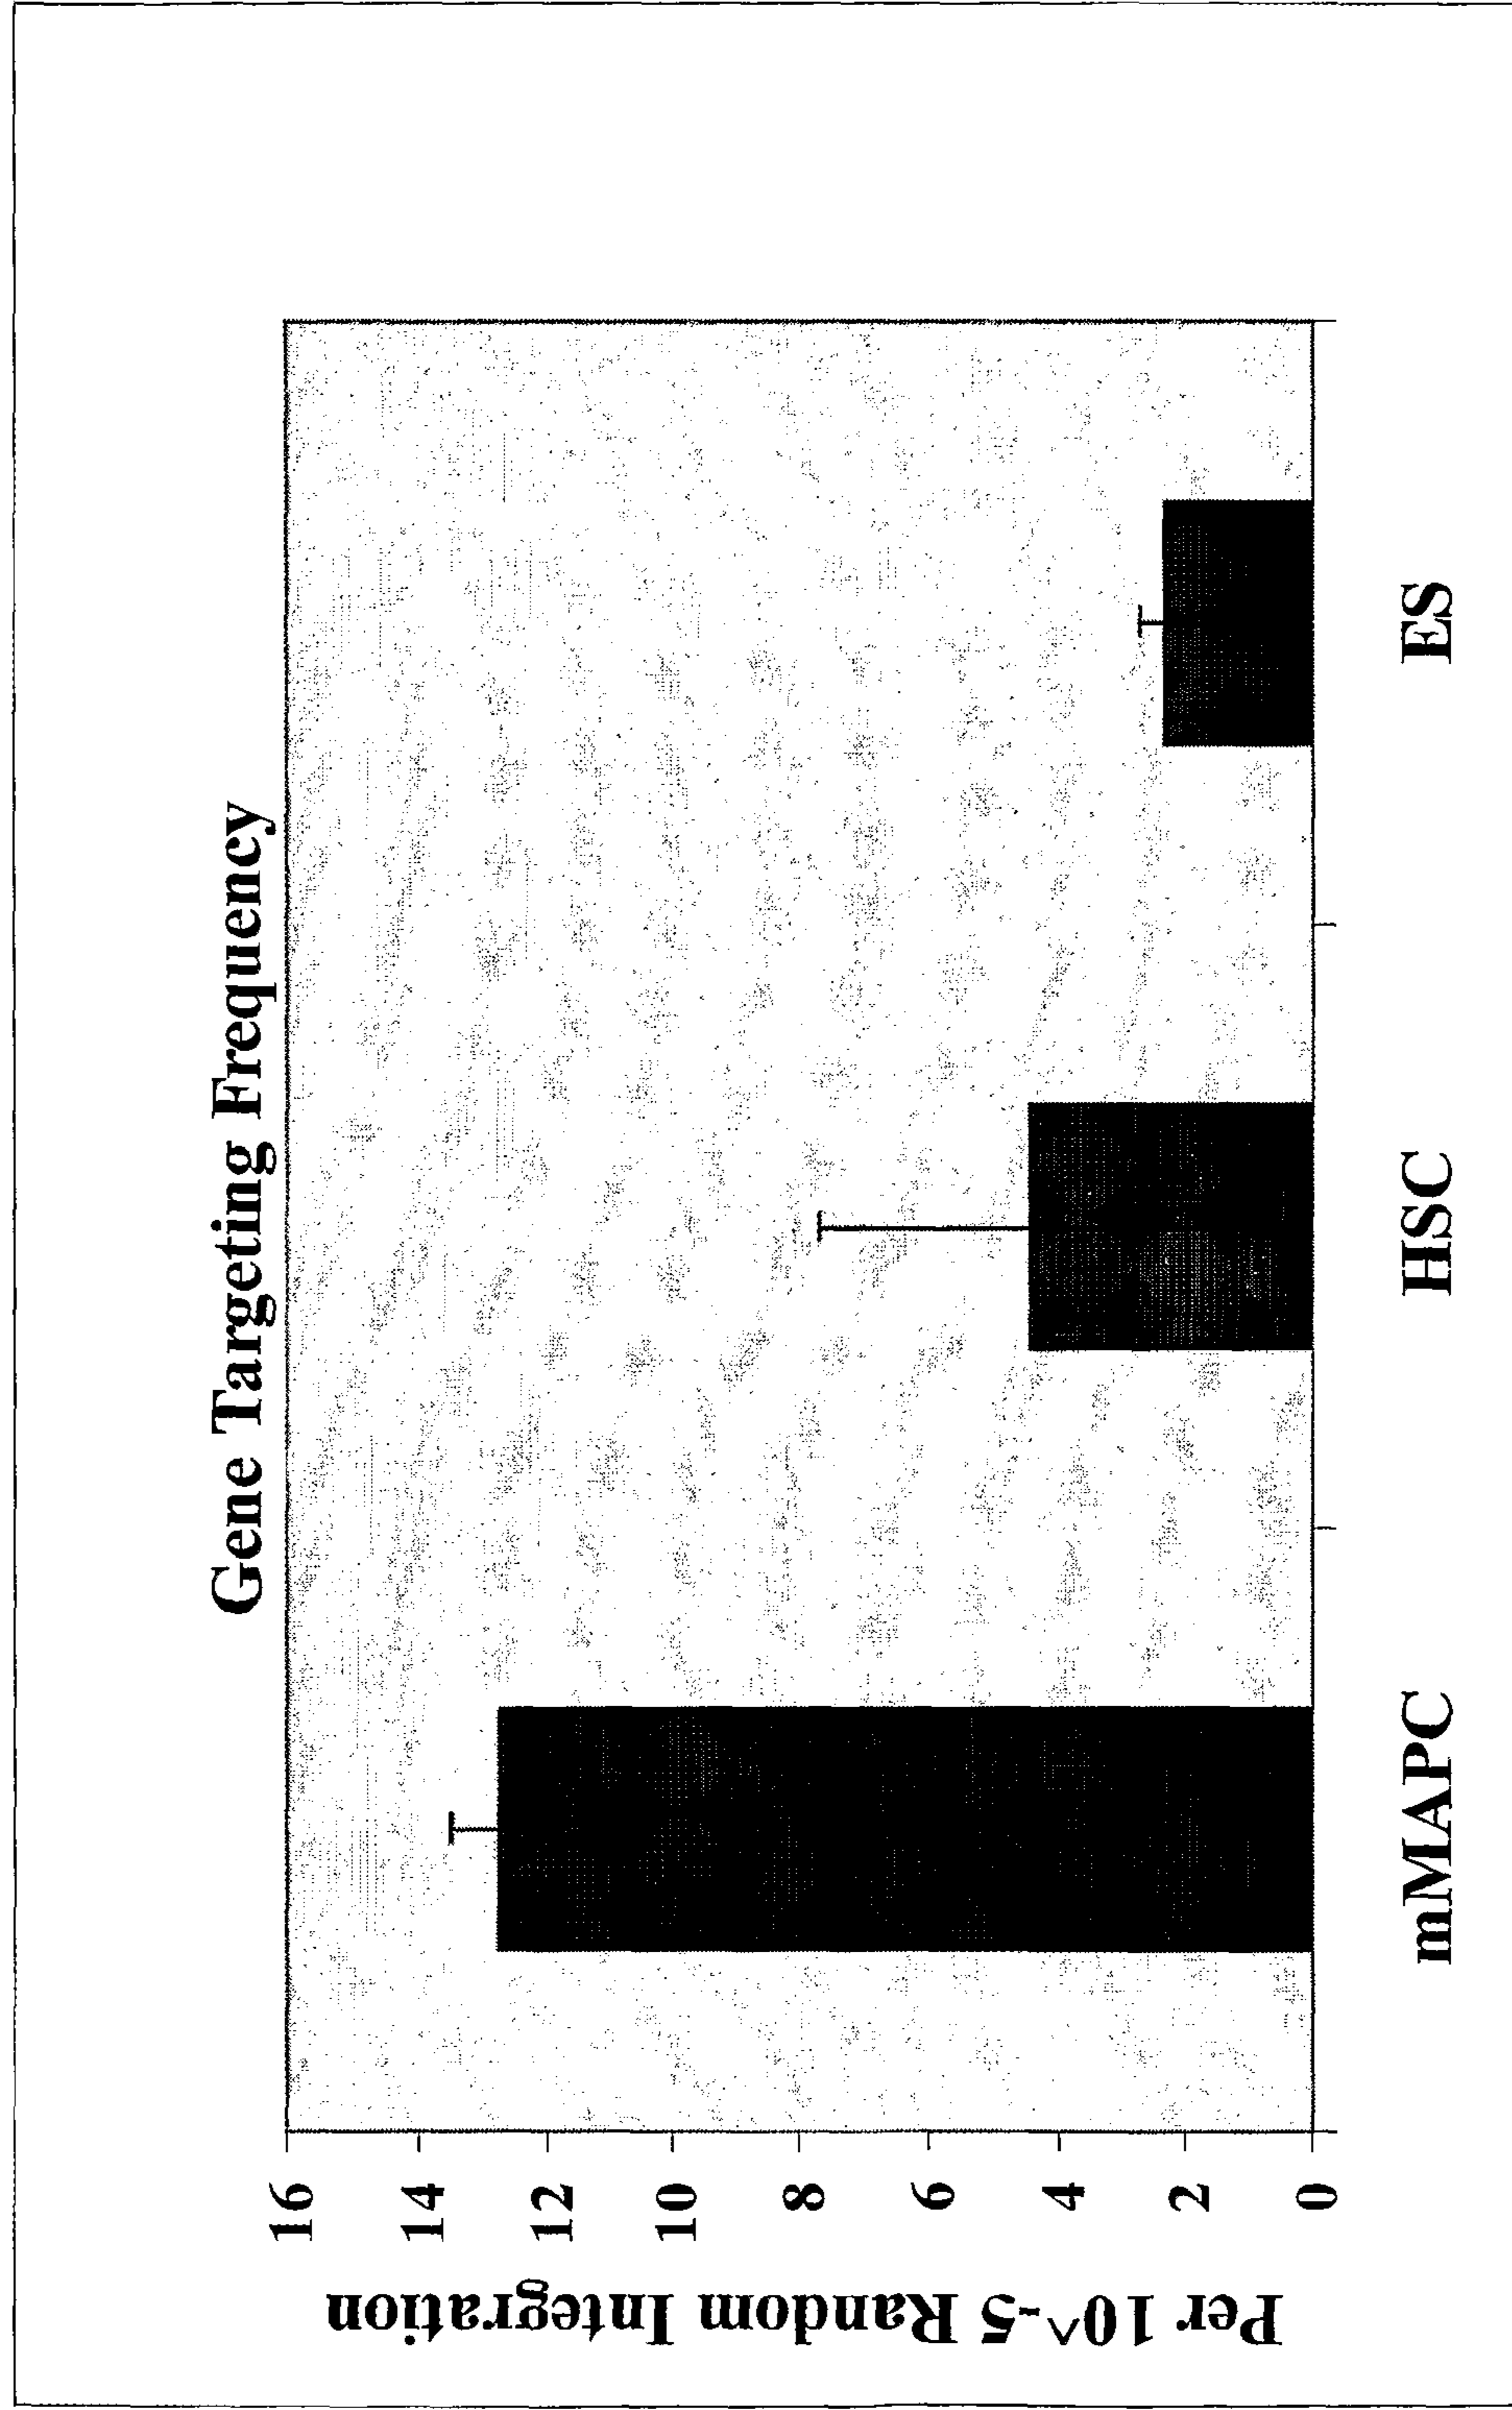 Gene Targeting Frequency
Per 10^-5 Random Integration
16
14
12
10
8
6
4
2
0
mMAPC
HSC
ES